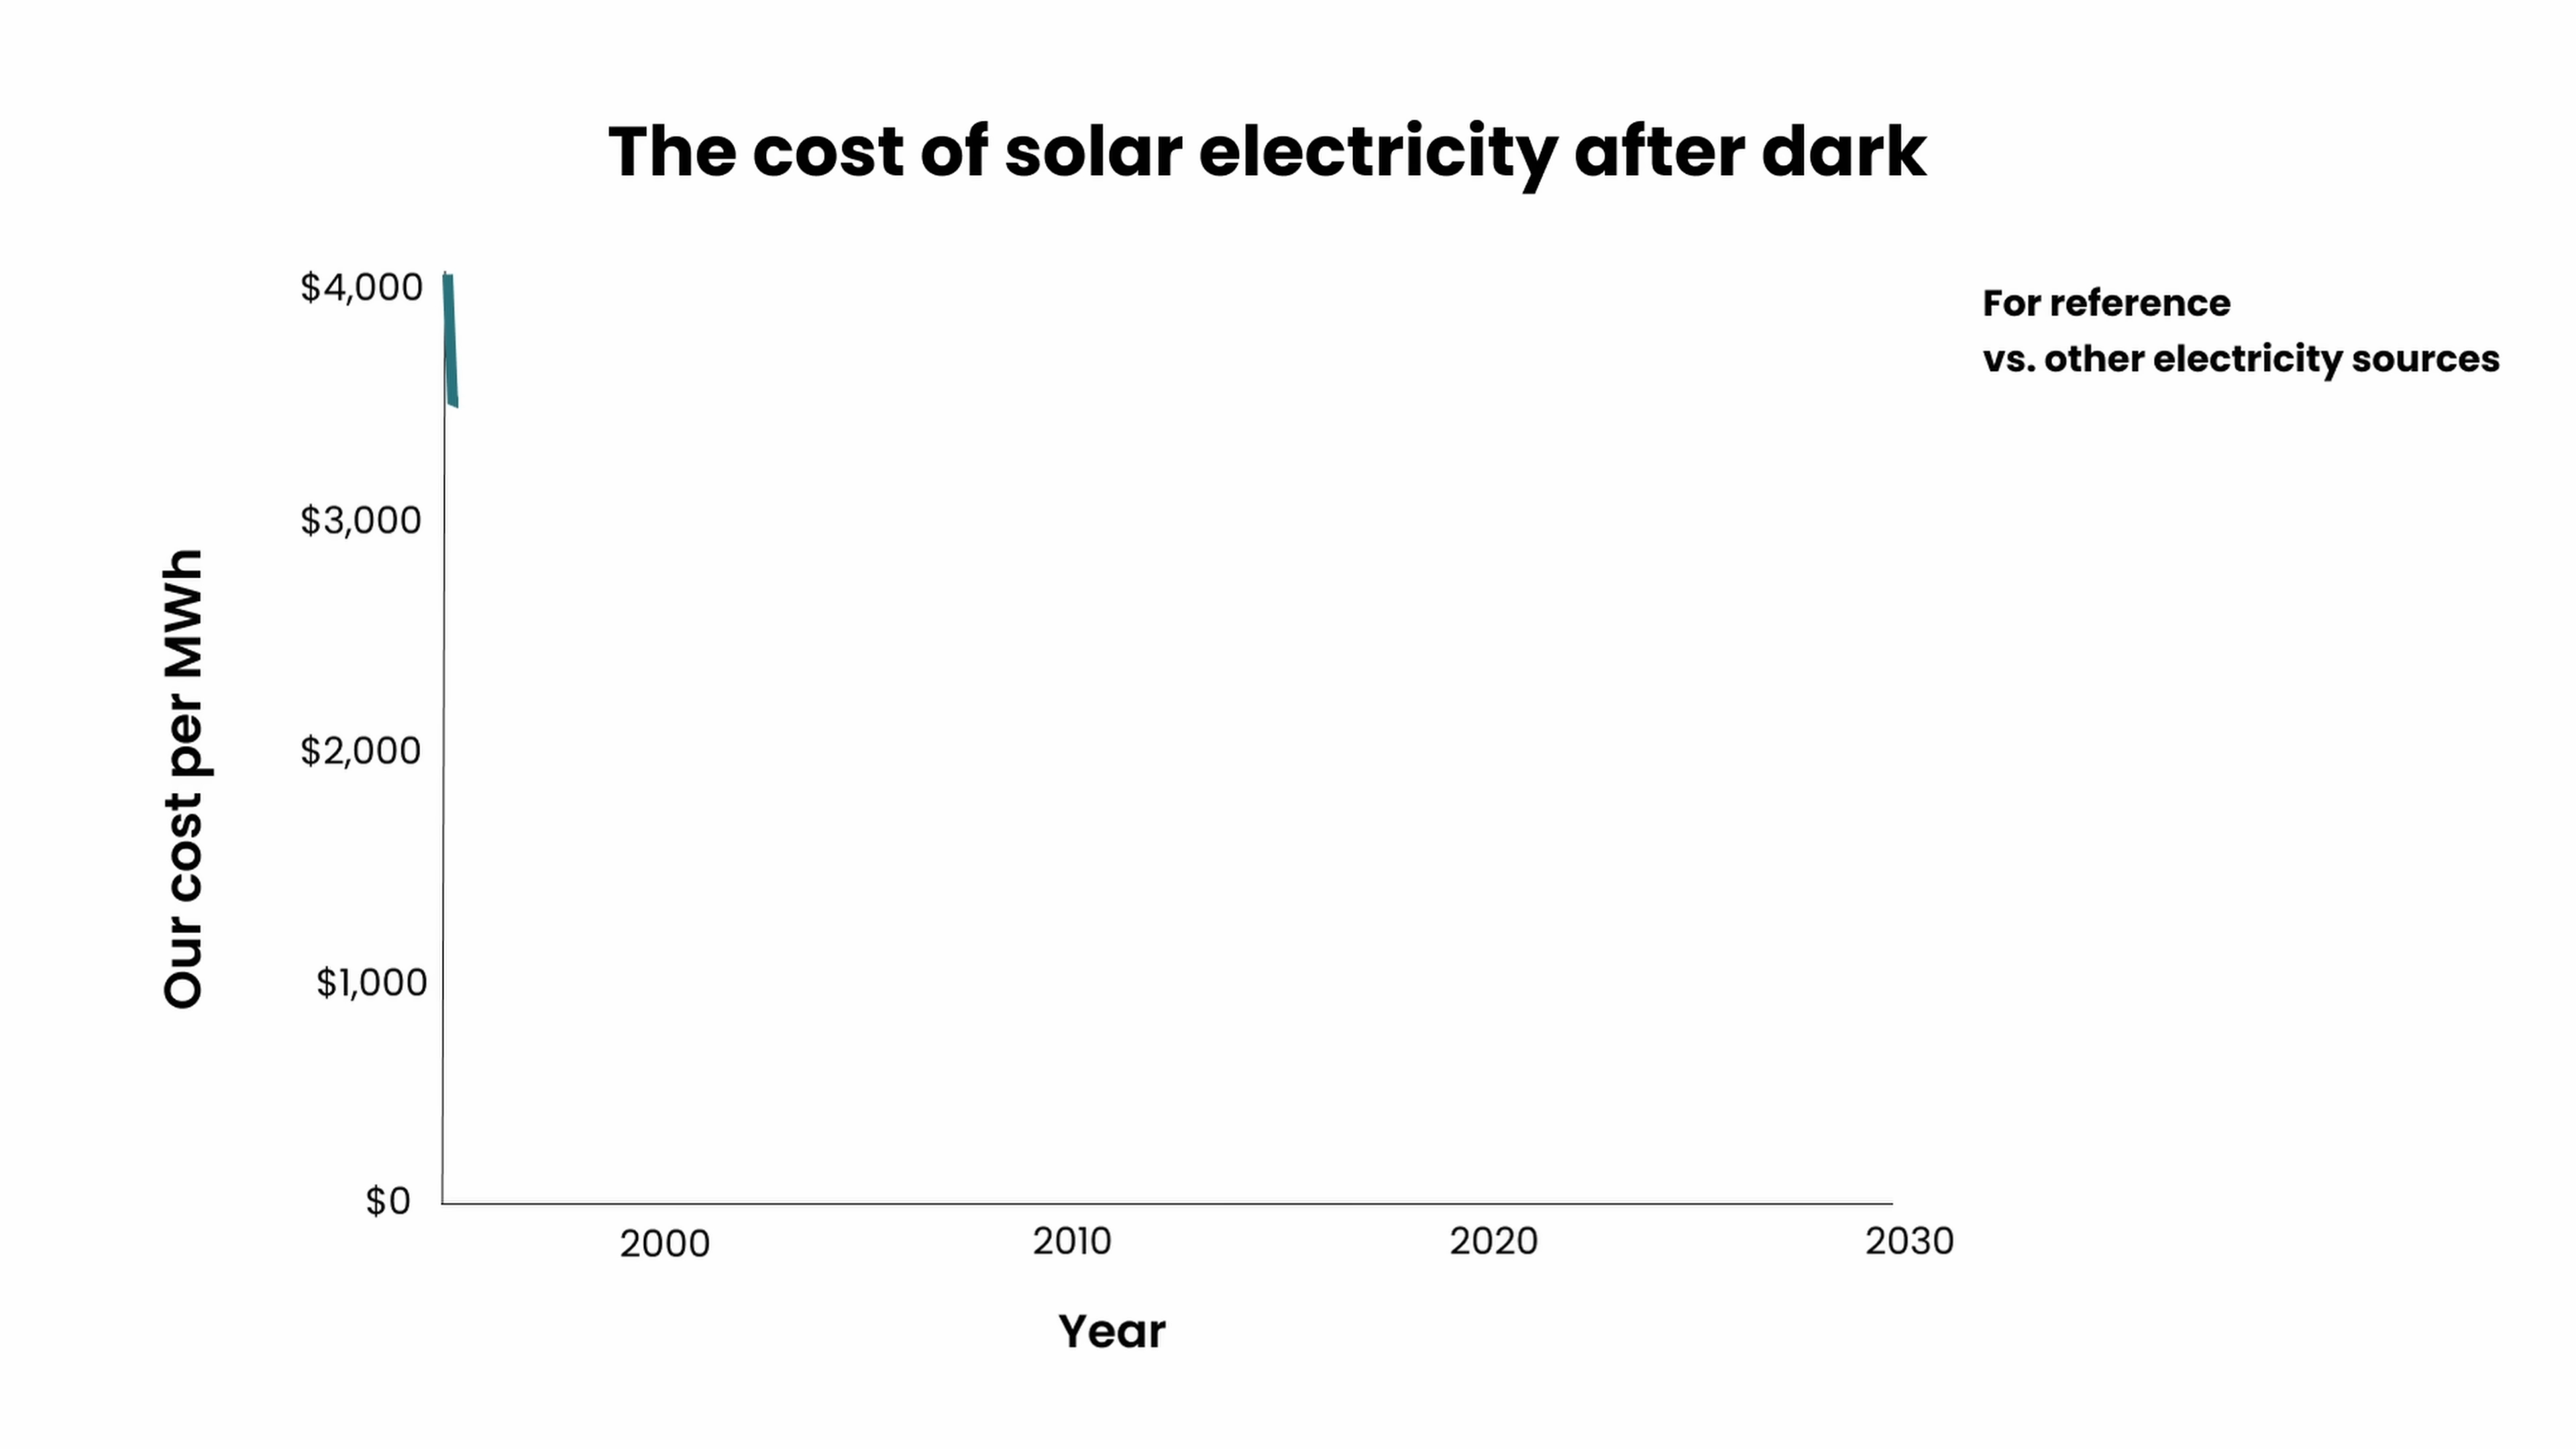 The cost of solar electricity after dark
For reference
vs. other electricity sources
Our cost per MWh
$4,000
$3,000
$2,000
$1,000
$0
2000
2010
2020
2030
Year